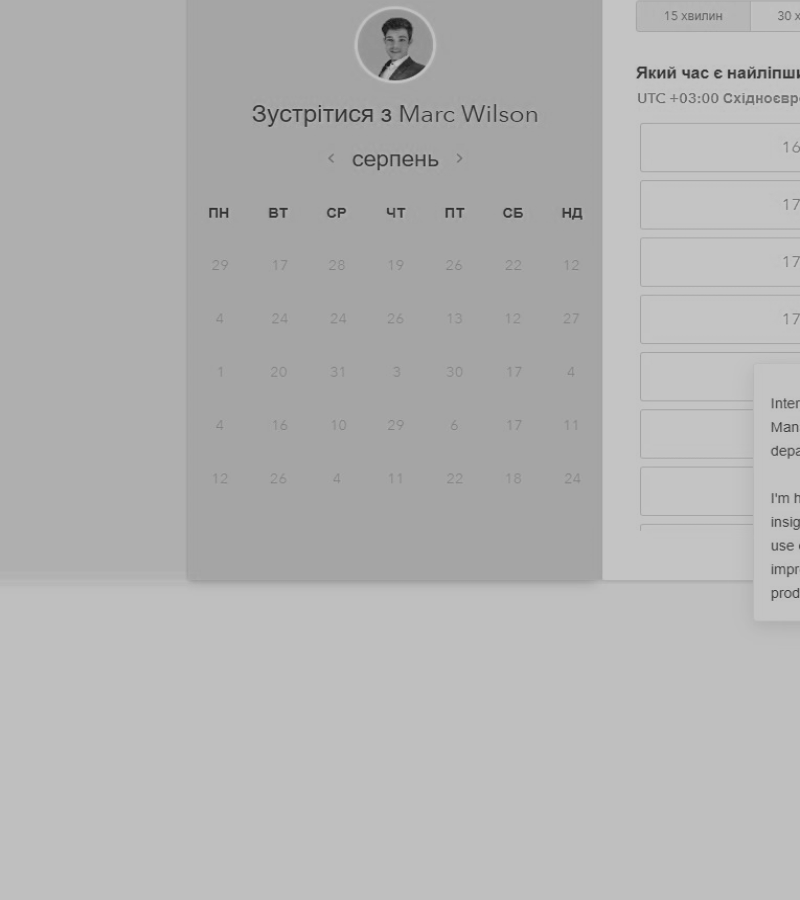 Зустрітися з Marc Wilson
серпень
ПН ВТ СР ЧТ ПТ СБ НД
29 17 28 19 26 22 12
4 24 24 26 13 12 27
1 20 31 3 30 17 4
4 16 10 29 6 17 11
12 26 4 11 22 18 24
15 хвилин 30 х
Який час є найліпши
UTC +03:00 Східноєвр
16
17
17
17
Inter
Man
depa
I'm h
insig
use
impr
prod